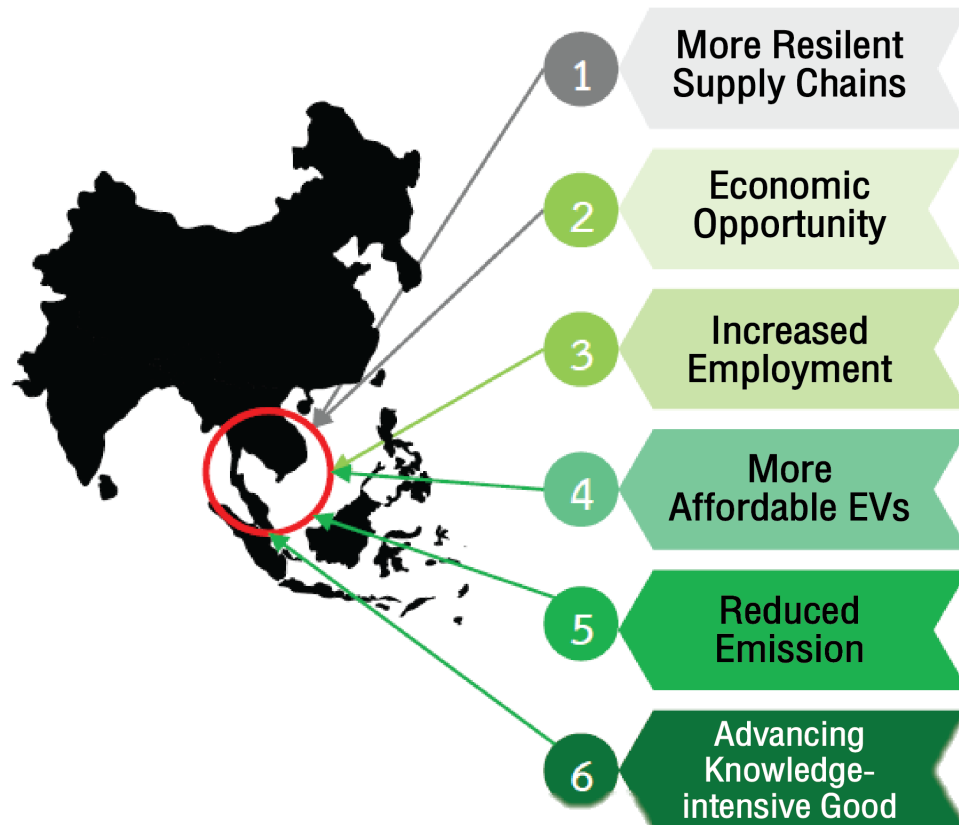 1
More Resilent
Supply Chains
2
Economic
Opportunity
3
Increased
Employment
4
More
Affordable EVs
5
Reduced
Emission
6
Advancing
Knowledge-
intensive Good